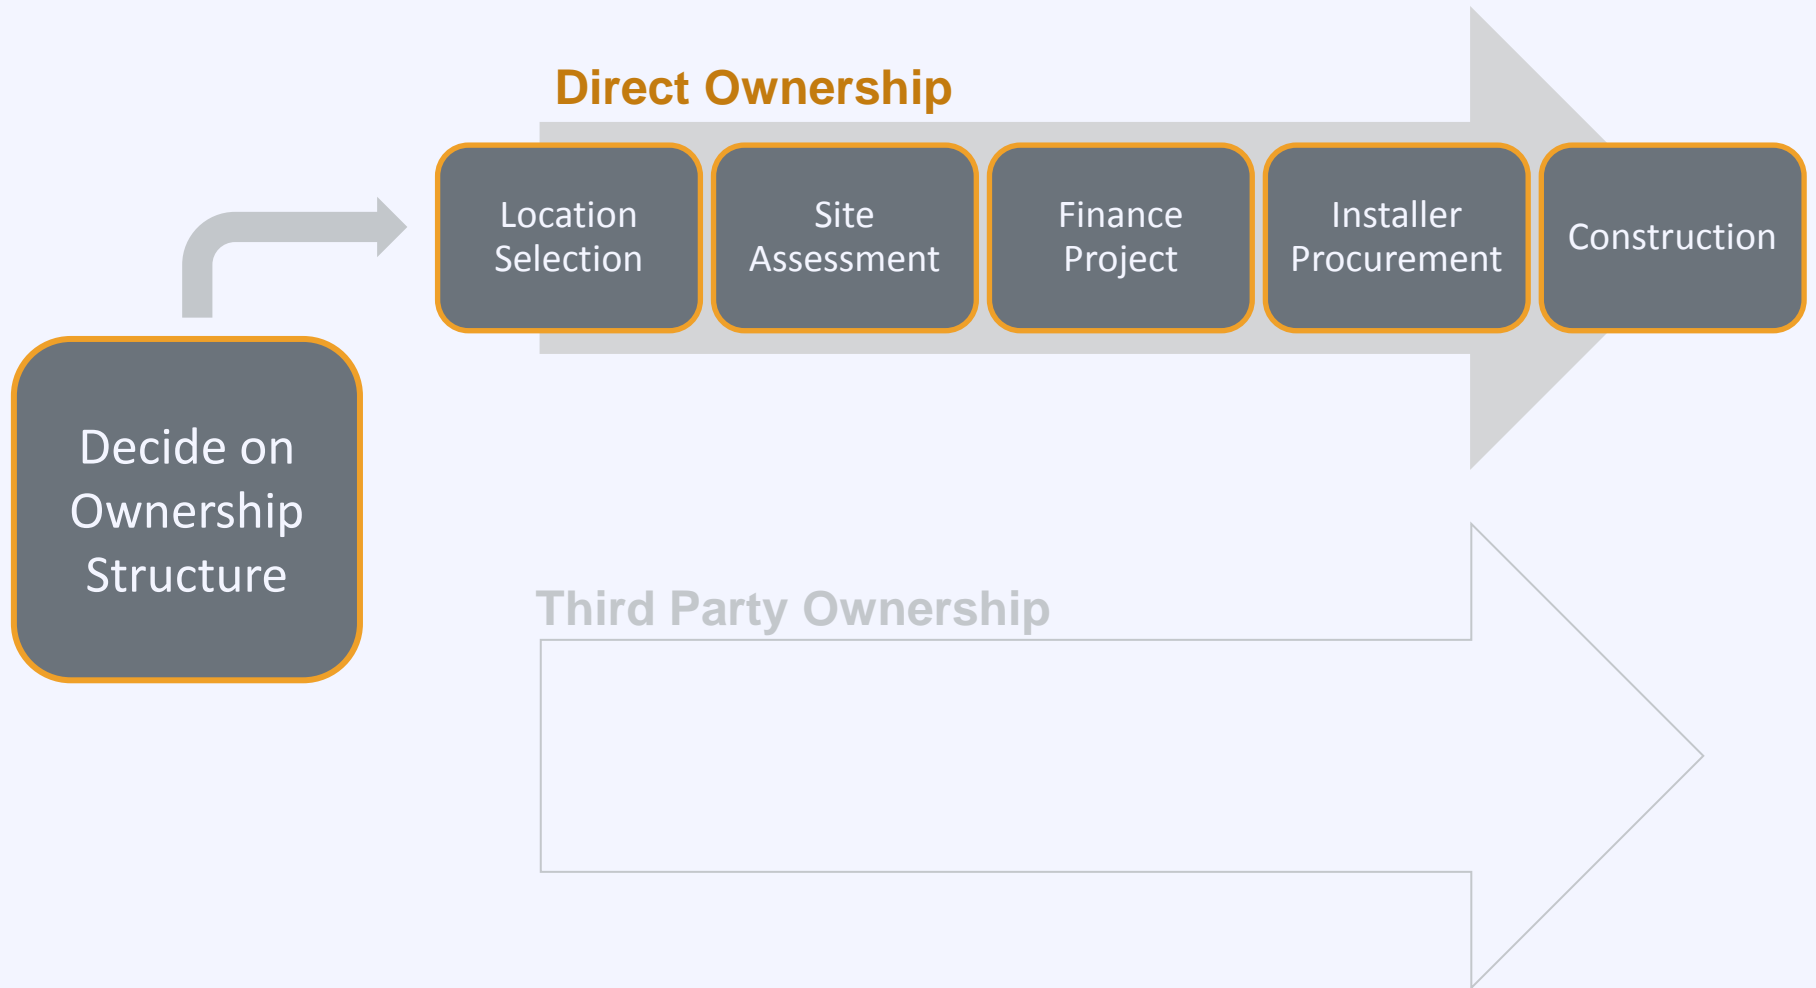 Direct Ownership
Location
Selection
Site
Assessment
Finance
Project
Installer
Procurement
Construction
Decide on
Ownership
Structure
Third Party Ownership